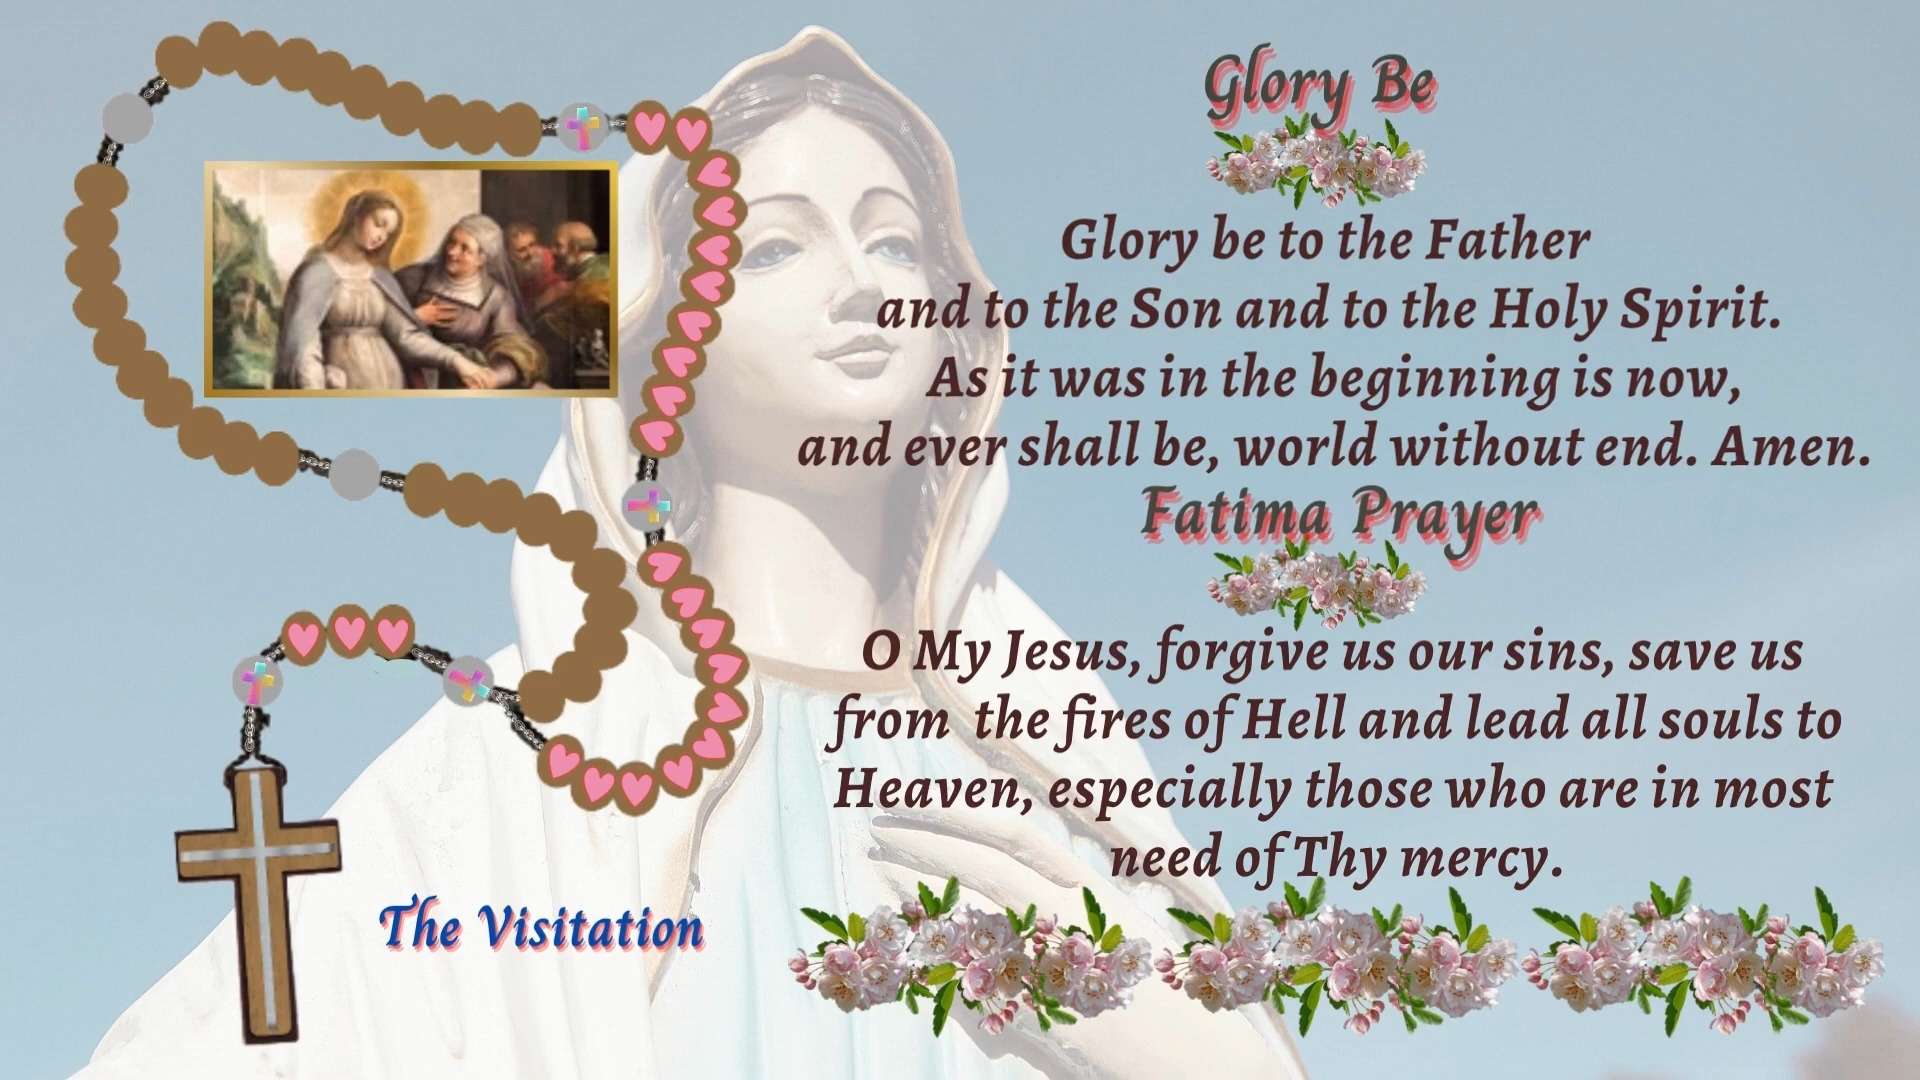 Glory Be
Glory be to the Father
and to the Son and to the Holy Spirit.
As it was in the beginning is now,
and ever shall be, world without end. Amen.
Fatima Prayer
O My Jesus, forgive us our sins, save us
from the fires of Hell and lead all souls to
Heaven, especially those who are in most
need of Thy mercy.
The Visitation